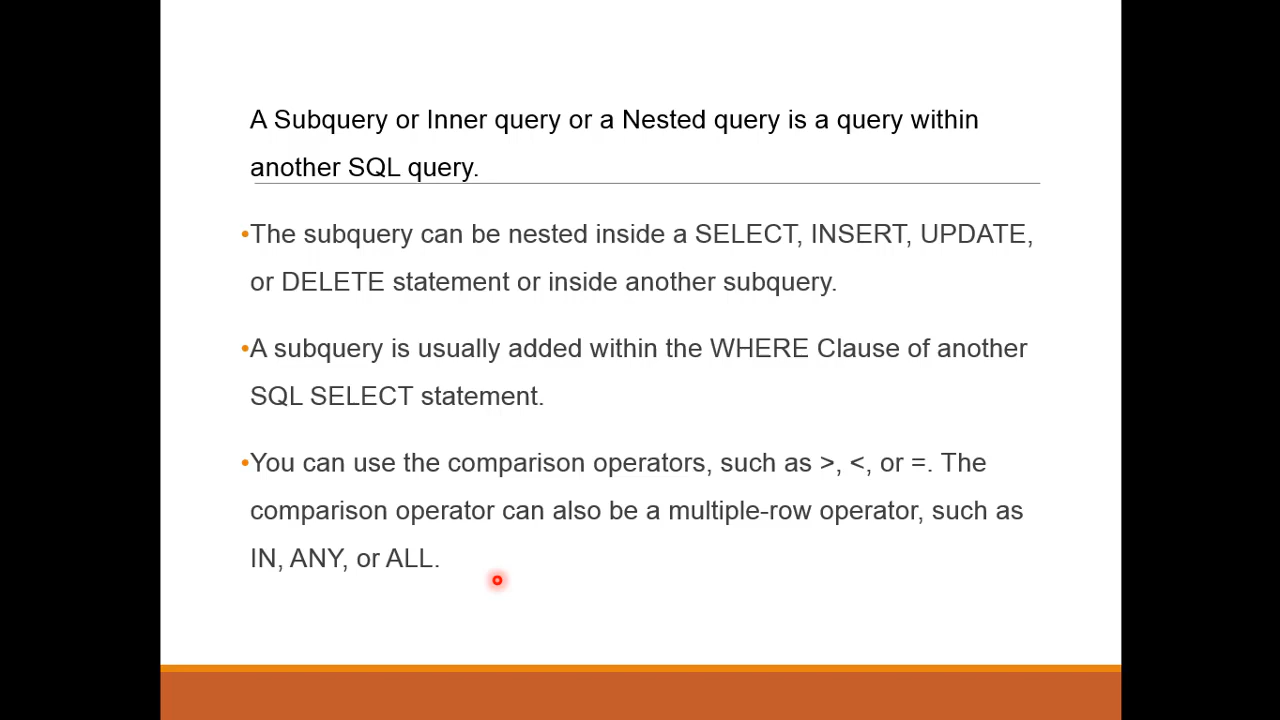 A Subquery or Inner query or a Nested query is a query within
another SQL query.
•The subquery can be nested inside a SELECT, INSERT, UPDATE,
or DELETE statement or inside another subquery.
•A subquery is usually added within the WHERE Clause of another
SQL SELECT statement.
•You can use the comparison operators, such as >, <, or =. The
comparison operator can also be a multiple-row operator, such as
IN, ANY, or ALL.